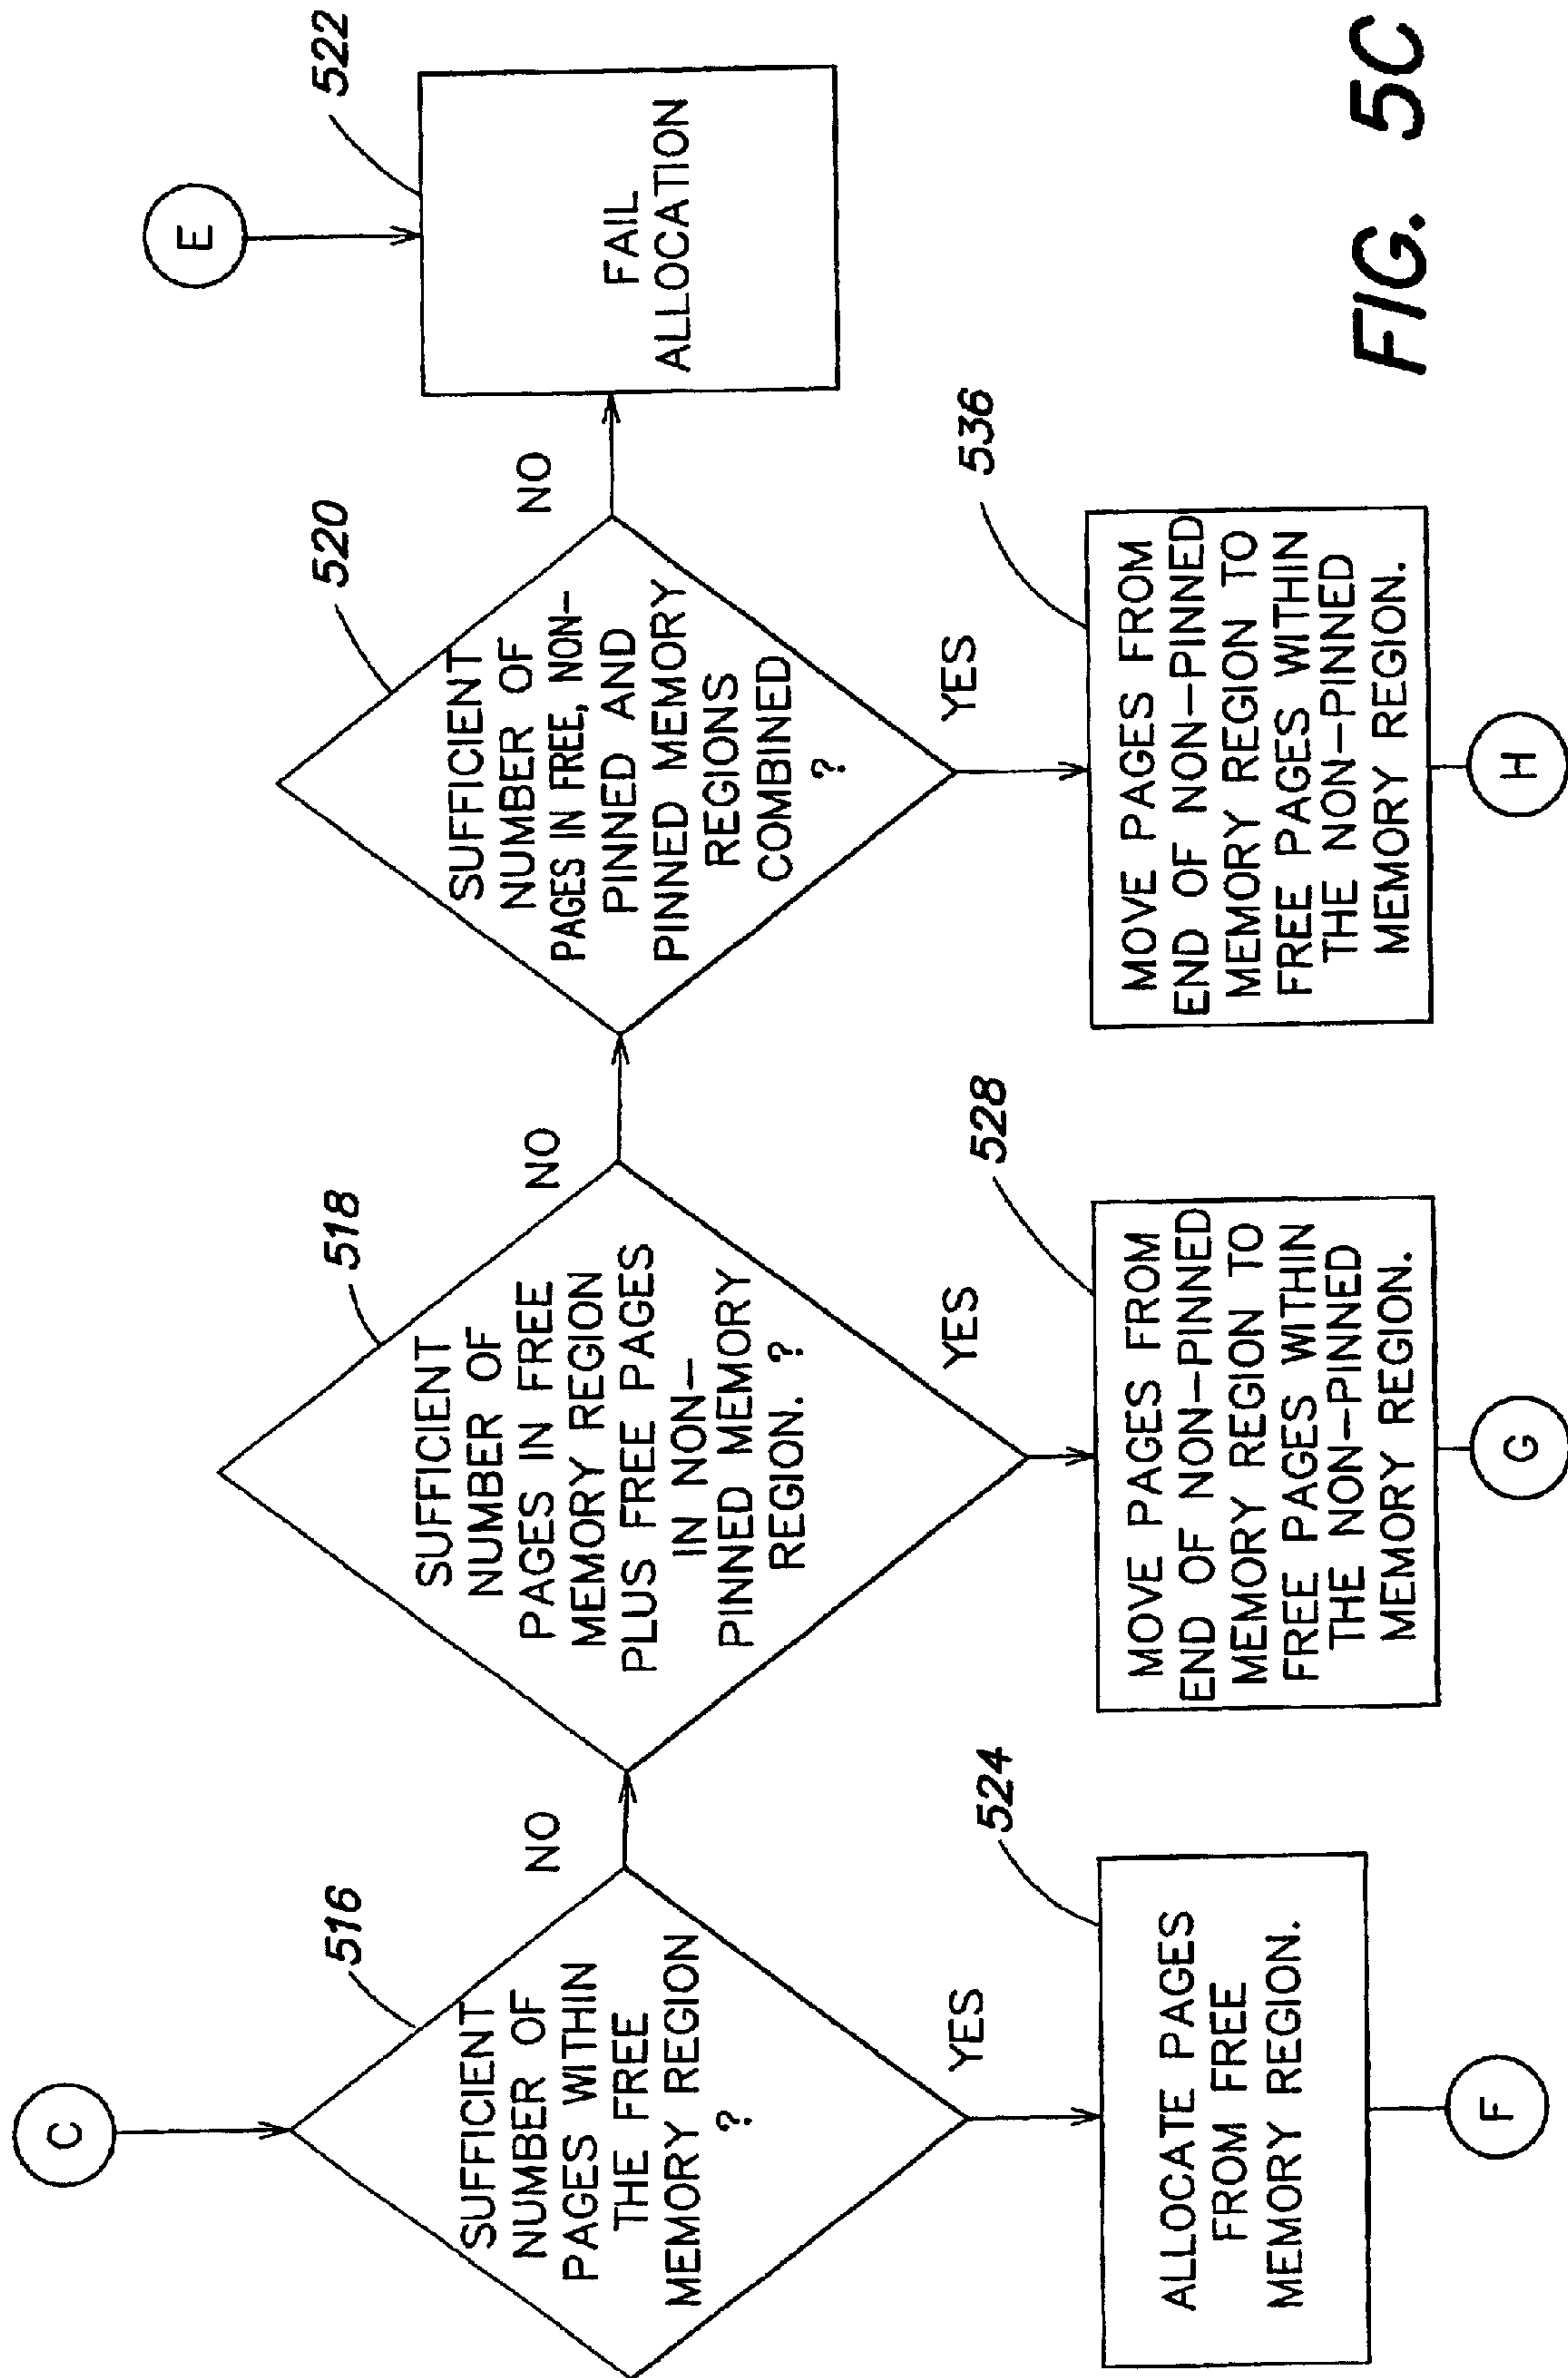 C
516
SUFFICIENT
NUMBER OF
PAGES WITHIN
THE FREE
MEMORY REGION
?
NO
YES
524
ALLOCATE PAGES
FROM FREE
MEMORY REGION.
F
518
SUFFICIENT
NUMBER OF
PAGES IN FREE
MEMORY REGION
PLUS FREE PAGES
IN NON-
PINNED MEMORY
REGION. ?
NO
YES
528
MOVE PAGES FROM
END OF NON-PINNED
MEMORY REGION TO
FREE PAGES WITHIN
THE NON-PINNED
MEMORY REGION.
G
520
SUFFICIENT
NUMBER OF
PAGES IN FREE, NON-
PINNED AND
PINNED MEMORY
REGIONS
COMBINED
?
NO
YES
536
MOVE PAGES FROM
END OF NON-PINNED
MEMORY REGION TO
FREE PAGES WITHIN
THE NON-PINNED
MEMORY REGION.
H
E
522
FAIL
ALLOCATION
FIG. 5C